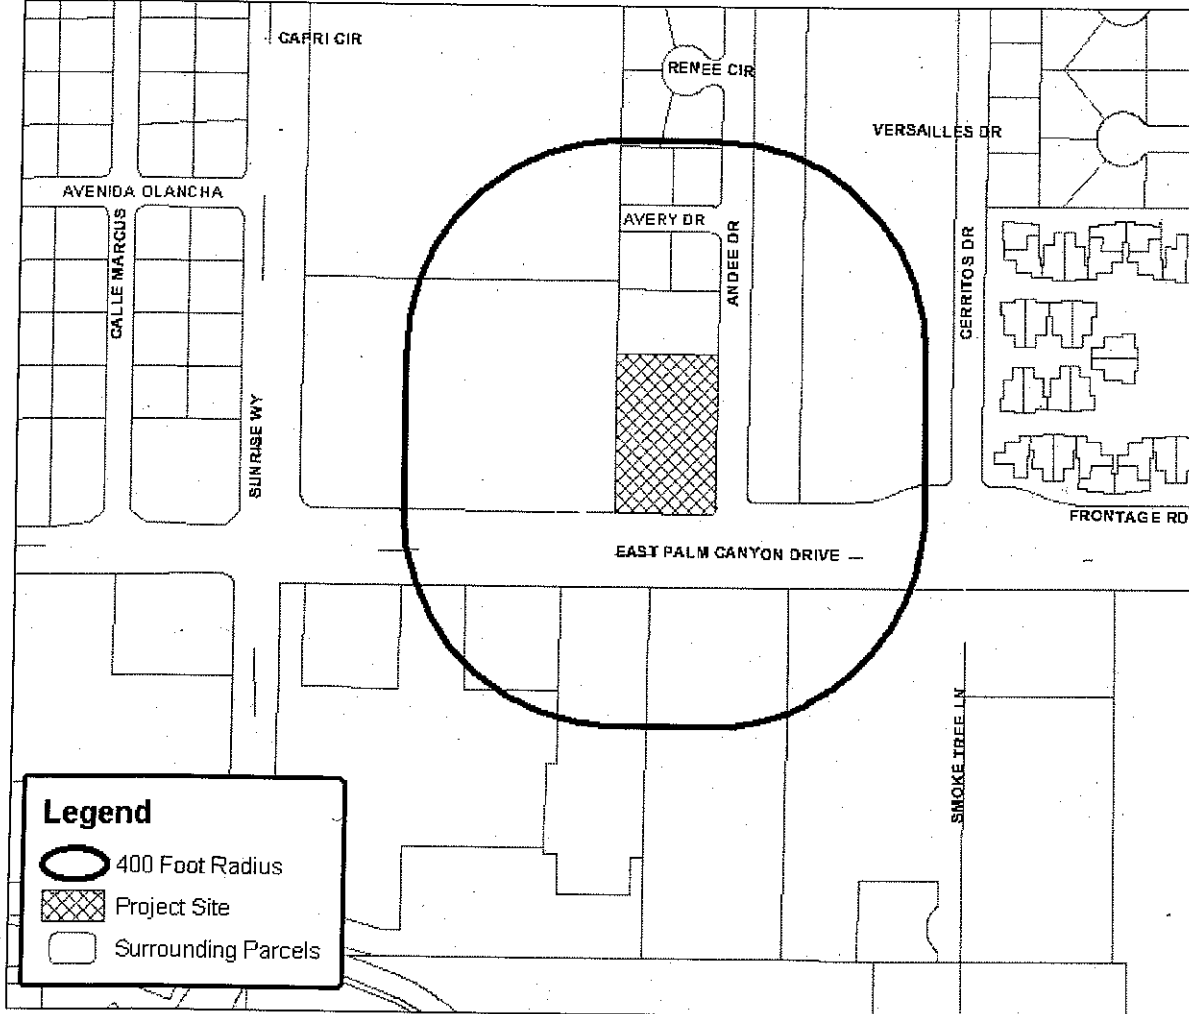 CAPRI CIR
RENEE CIR
VERSAILLES DR
AVENIDA OLANCHA
CALLE MARCUS
AVERY DR
ANDEE DR
CERRITOS DR
SUNRISE WY
FRONTAGE RD
EAST PALM CANYON DRIVE
SMOKE TREE LN
Legend
400 Foot Radius
Project Site
Surrounding Parcels